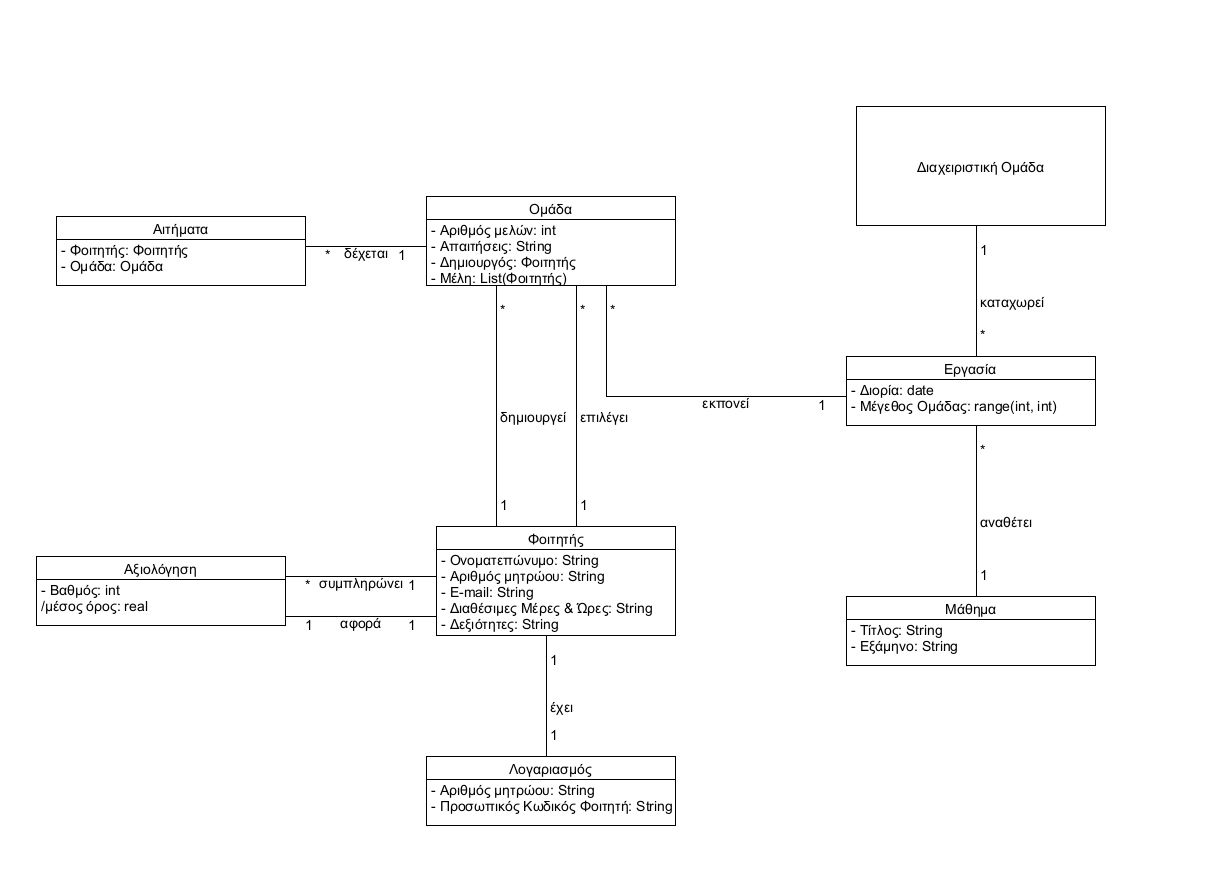 Διαχειριστική Ομάδα
Ομάδα
- Αριθμός μελών: int
- Απαιτήσεις: String
- Δημιουργός: Φοιτητής
- Μέλη: List(Φοιτητής)
Αιτήματα
- Φοιτητής: Φοιτητής
- Ομάδα: Ομάδα
* δέχεται 1
1
καταχωρεί
*
* * *
Εργασία
- Διορία: date
- Μέγεθος Ομάδας: range(int, int)
εκπονεί 1
δημιουργεί επιλέγει
1 1
*
αναθέτει
1
Φοιτητής
- Ονοματεπώνυμο: String
- Αριθμός μητρώου: String
- E-mail: String
- Διαθέσιμες Μέρες & Ώρες: String
- Δεξιότητες: String
Αξιολόγηση
- Βαθμός: int
/μέσος όρος: real
* συμπληρώνει 1
1 αφορά 1
Μάθημα
- Τίτλος: String
- Εξάμηνο: String
1
έχει
1
Λογαριασμός
- Αριθμός μητρώου: String
- Προσωπικός Κωδικός Φοιτητή: String